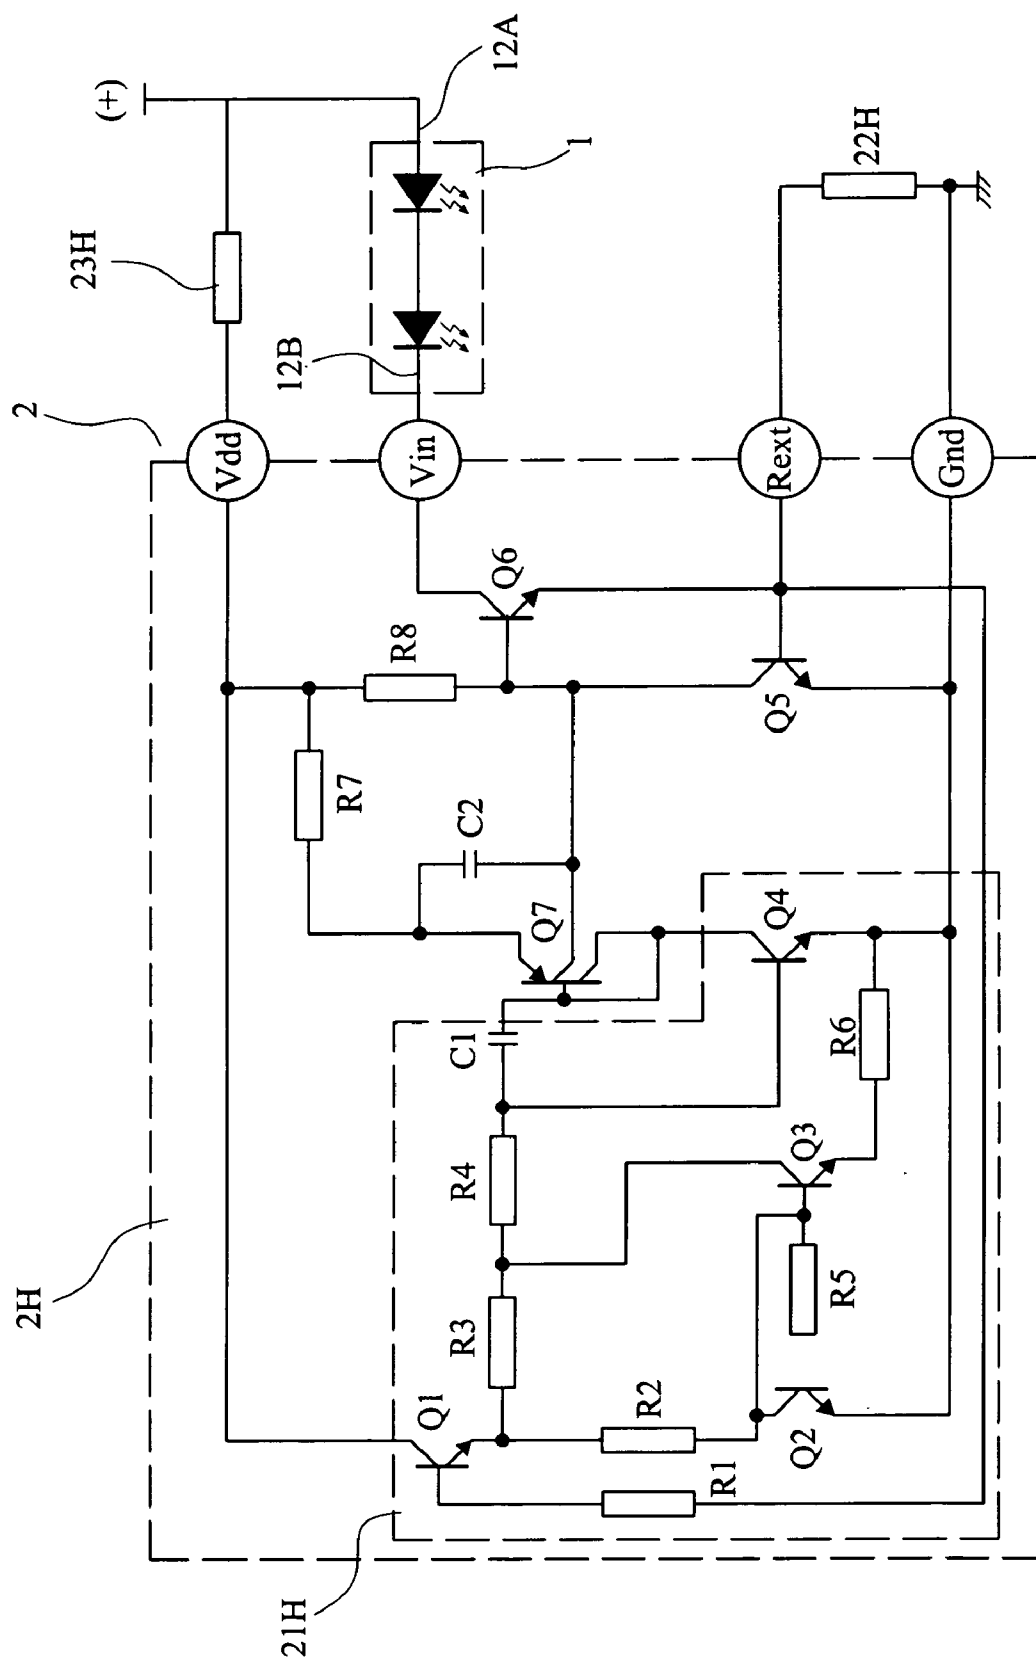 2H
21H
2
23H
(+)
12A
12B
1
22H
Vdd
Vin
Rext
Gnd
Q1
R3
R4
C1
Q7
C2
R7
R8
Q6
Q5
Q4
R6
Q3
R5
R2
Q2
R1